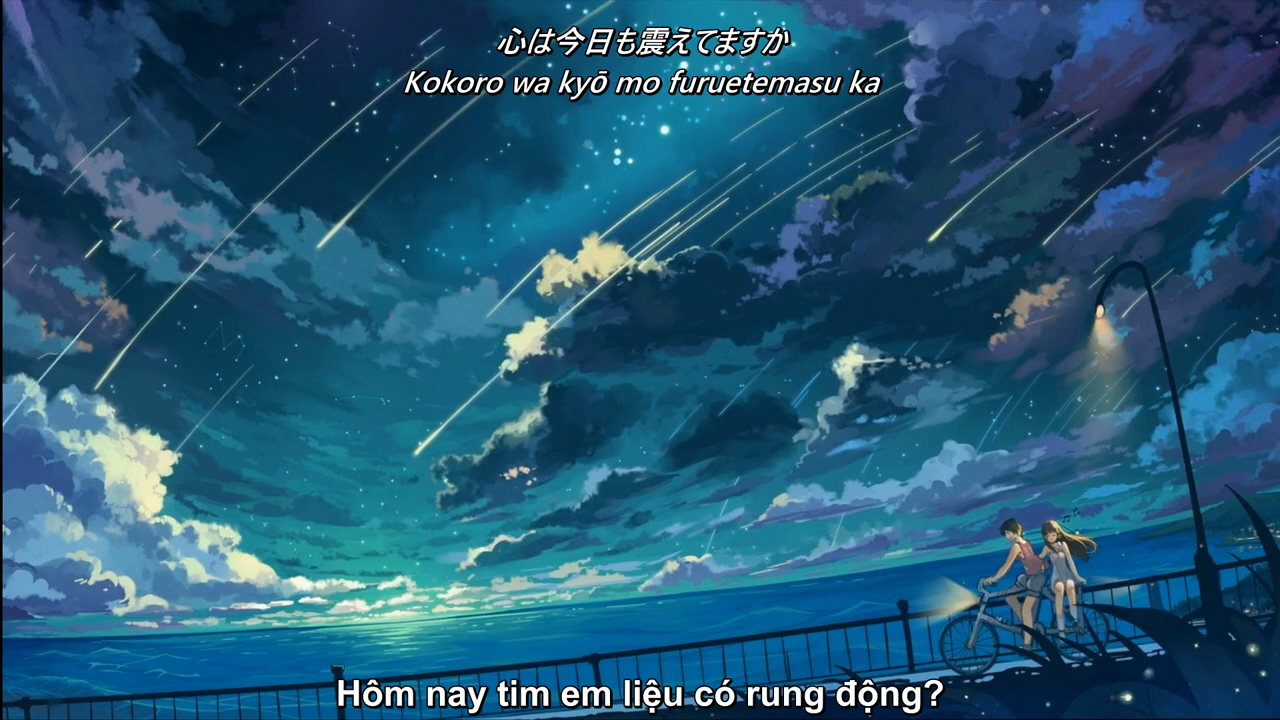 心は今日も震えてますか
Kokoro wa kyō mo furuetemasu ka
Hôm nay tim em liệu có rung động?